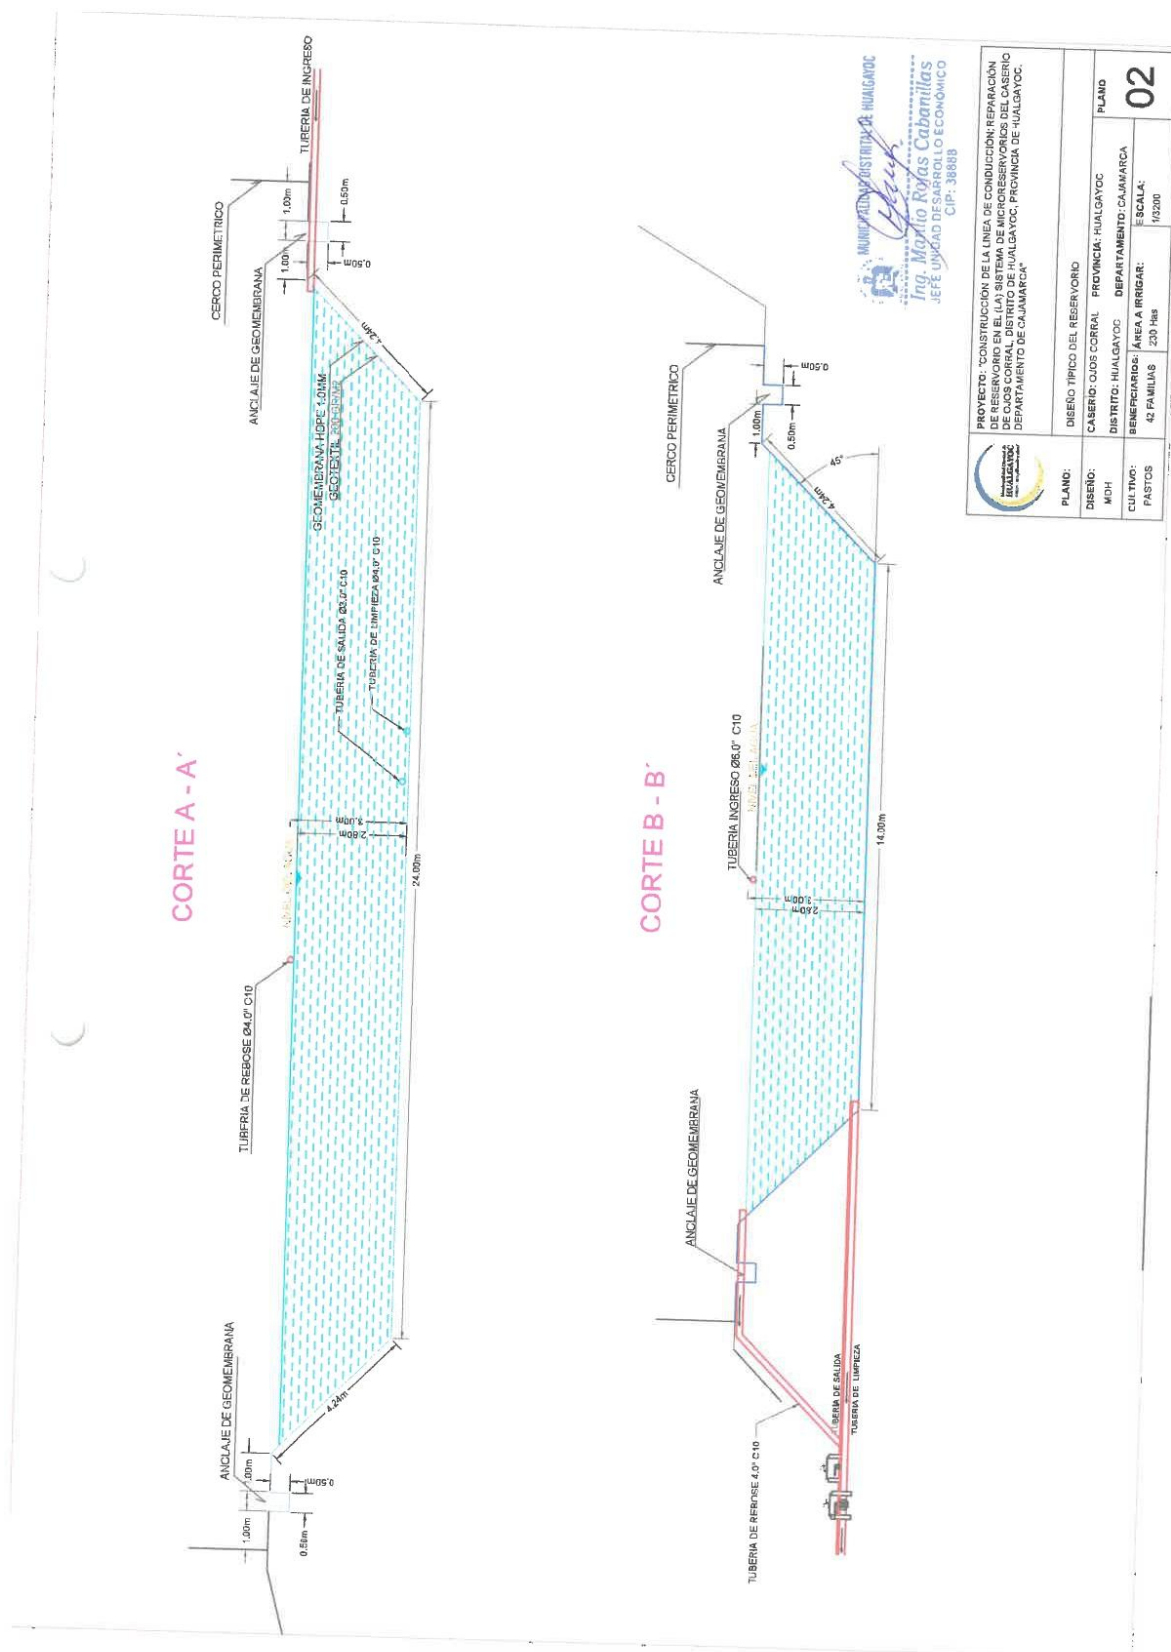 CORTE A - A´
TUBERIA DE INGRESO
CERCO PERIMETRICO
1.00m
1.00m
0.50m
0.50m
ANCLAJE DE GEOMEMBRANA
4.24m
GEOMEMBRANA HDPE 1.0MM
GEOTEXTIL
TUBERIA DE SALIDA Ø3.0" C10
TUBERIA DE LIMPIEZA Ø4.0" C10
3.00m
2.80m
24.00m
TUBERIA DE REBOSE Ø4.0" C10
ANCLAJE DE GEOMEMBRANA
4.24m
1.00m
0.50m
1.00m
0.50m
CORTE B - B´
CERCO PERIMETRICO
ANCLAJE DE GEOMEMBRANA
1.00m
0.50m
0.50m
45°
4.24m
TUBERIA INGRESO Ø6.0" C10
3.00m
2.80m
14.00m
ANCLAJE DE GEOMEMBRANA
TUBERIA DE REBOSE 4.0" C10
TUBERIA DE SALIDA
TUBERIA DE LIMPIEZA
MUNICIPALIDAD DISTRITAL DE HUALGAYOC
Ing. Manlio Rojas Cabanillas
JEFE UNIDAD DESARROLLO ECONÓMICO
CIP: 38888
HUALGAYOC
PROYECTO: "CONSTRUCCIÓN DE LA LINEA DE CONDUCCIÓN; REPARACIÓN
DE RESERVORIO EN EL (LA) SISTEMA DE MICRORESERVORIOS DEL CASERÍO
DE OJOS CORRAL, DISTRITO DE HUALGAYOC, PROVINCIA DE HUALGAYOC,
DEPARTAMENTO DE CAJAMARCA"
PLANO:
DISEÑO TIPICO DEL RESERVORIO
DISEÑO:
MDH
CASERÍO: OJOS CORRAL PROVINCIA: HUALGAYOC
DISTRITO: HUALGAYOC DEPARTAMENTO: CAJAMARCA
PLANO
02
CULTIVO:
PASTOS
BENEFICIARIOS:
42 FAMILIAS
ÁREA A IRRIGAR:
230 Has
ESCALA:
1/3200